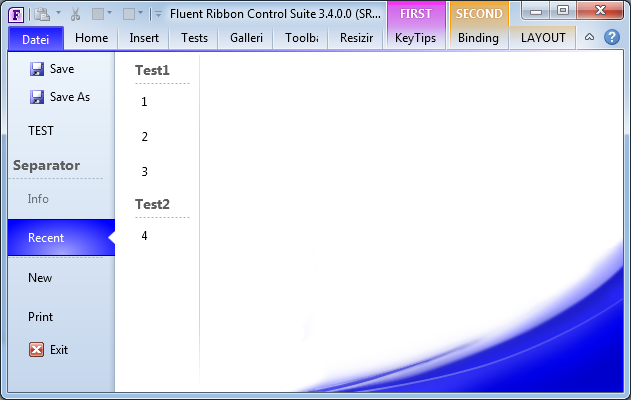 Fluent Ribbon Control Suite 3.4.0.0 (SR...
FIRST
SECOND
Datei
Home
Insert
Tests
Galleri
Toolba
Resizin
KeyTips
Binding
LAYOUT
Save
Save As
TEST
Separator
Info
Recent
New
Print
Exit
Test1
1
2
3
Test2
4